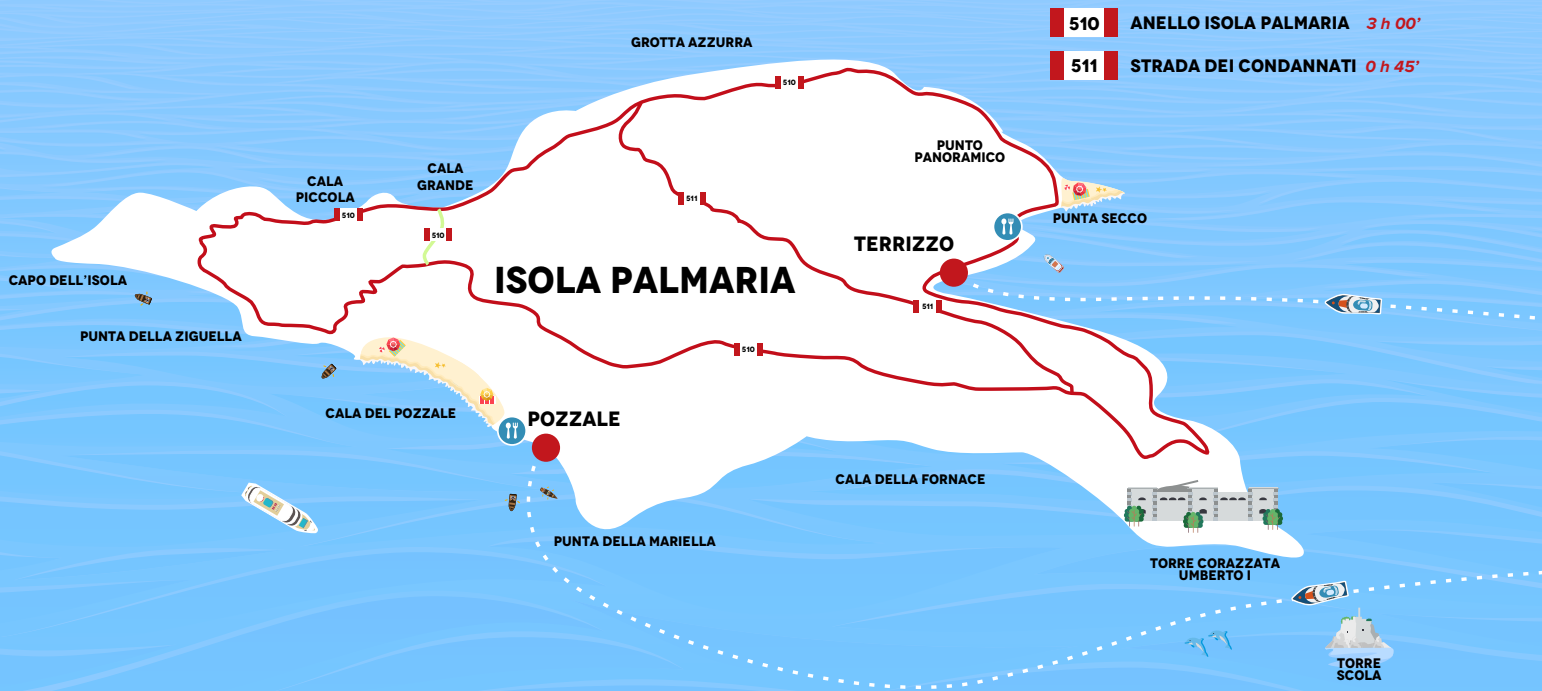 510 ANELLO ISOLA PALMARIA 3 h 00'
511 STRADA DEI CONDANNATI 0 h 45'
GROTTA AZZURRA
510
PUNTO
PANORAMICO
CALA
GRANDE
CALA
PICCOLA
510
511
PUNTA SECCO
510
TERRIZZO
ISOLA PALMARIA
CAPO DELL'ISOLA
511
PUNTA DELLA ZIGUELLA
510
CALA DEL POZZALE
POZZALE
CALA DELLA FORNACE
PUNTA DELLA MARIELLA
TORRE CORAZZATA
UMBERTO I
TORRE
SCOLA